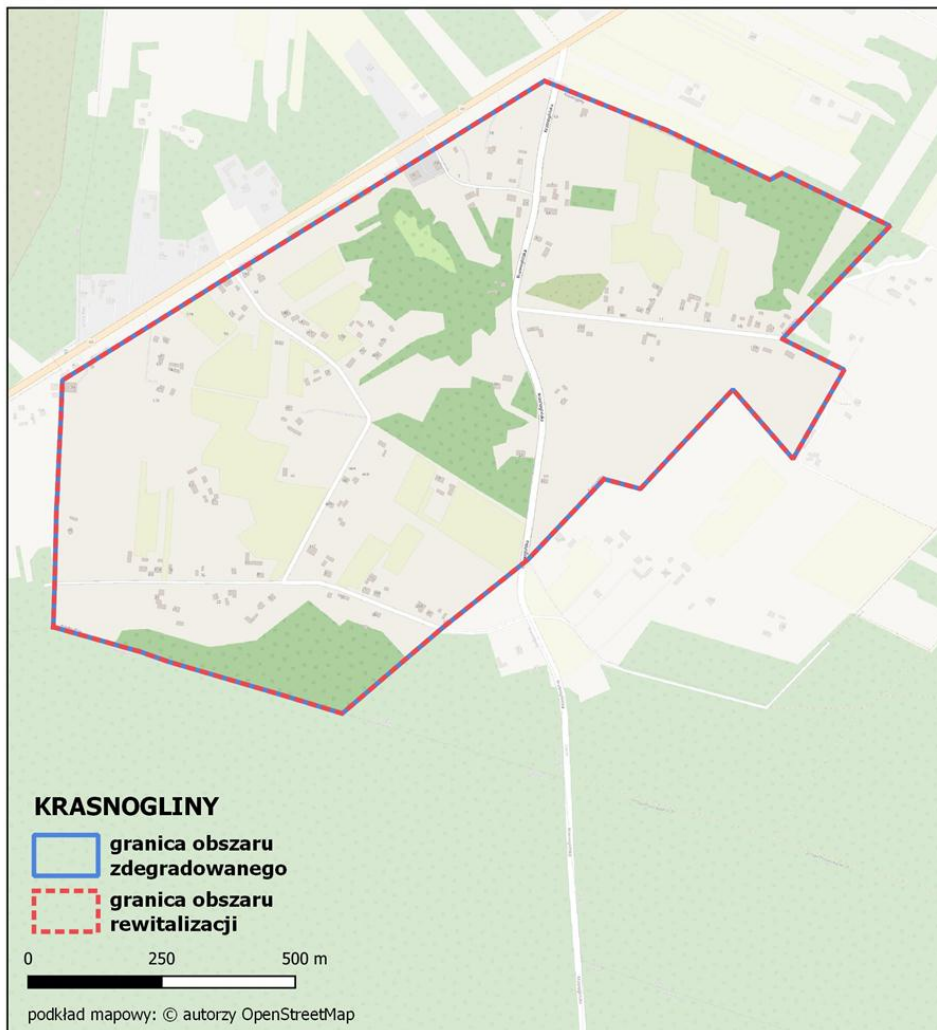 KRASNOGLINY
granica obszaru
zdegradowanego
granica obszaru
rewitalizacji
0 250 500 m
podkład mapowy: © autorzy OpenStreetMap